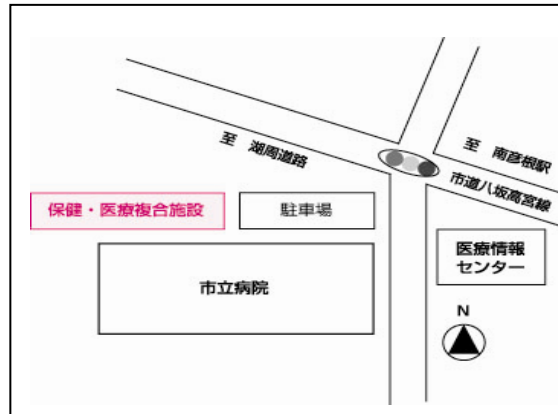 至 湖周道路
至 南彦根駅
市道八坂高宮線
保健・医療複合施設
駐車場
市立病院
医療情報
センター
N